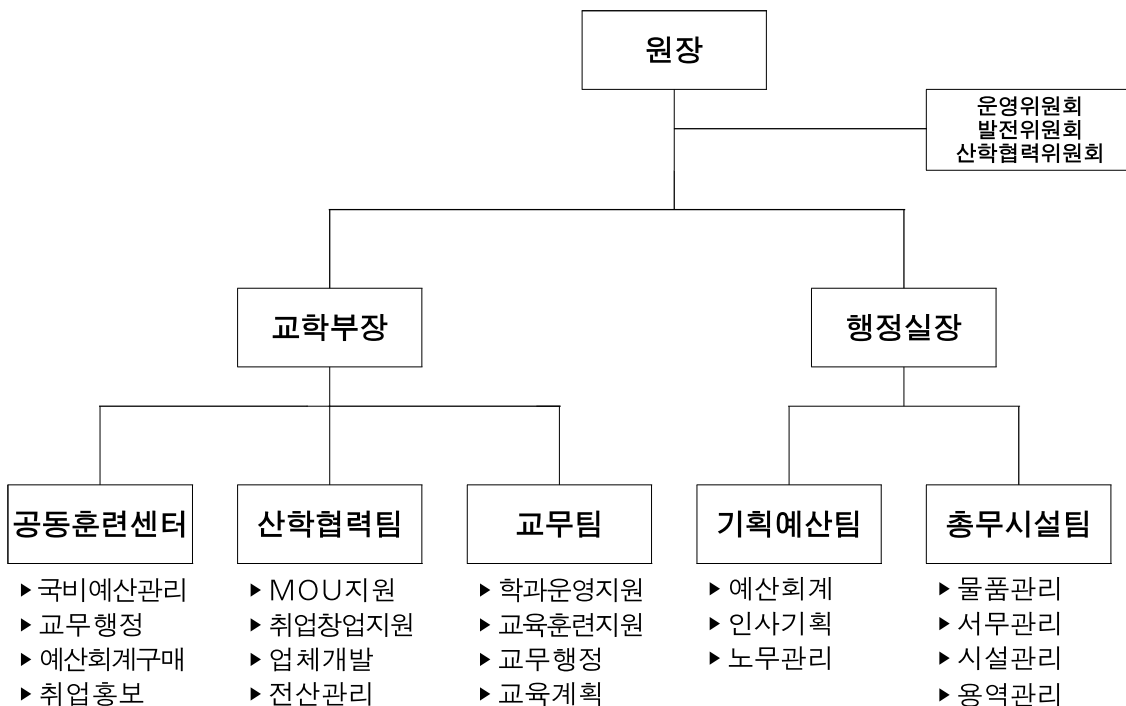 원장
운영위원회
발전위원회
산학협력위원회
교학부장
행정실장
공동훈련센터
▶국비예산관리
▶교무행정
▶예산회계구매
▶취업홍보
산학협력팀
▶MOU지원
▶취업창업지원
▶업체개발
▶전산관리
교무팀
▶학과운영지원
▶교육훈련지원
▶교무행정
▶교육계획
기획예산팀
▶예산회계
▶인사기획
▶노무관리
총무시설팀
▶물품관리
▶서무관리
▶시설관리
▶용역관리